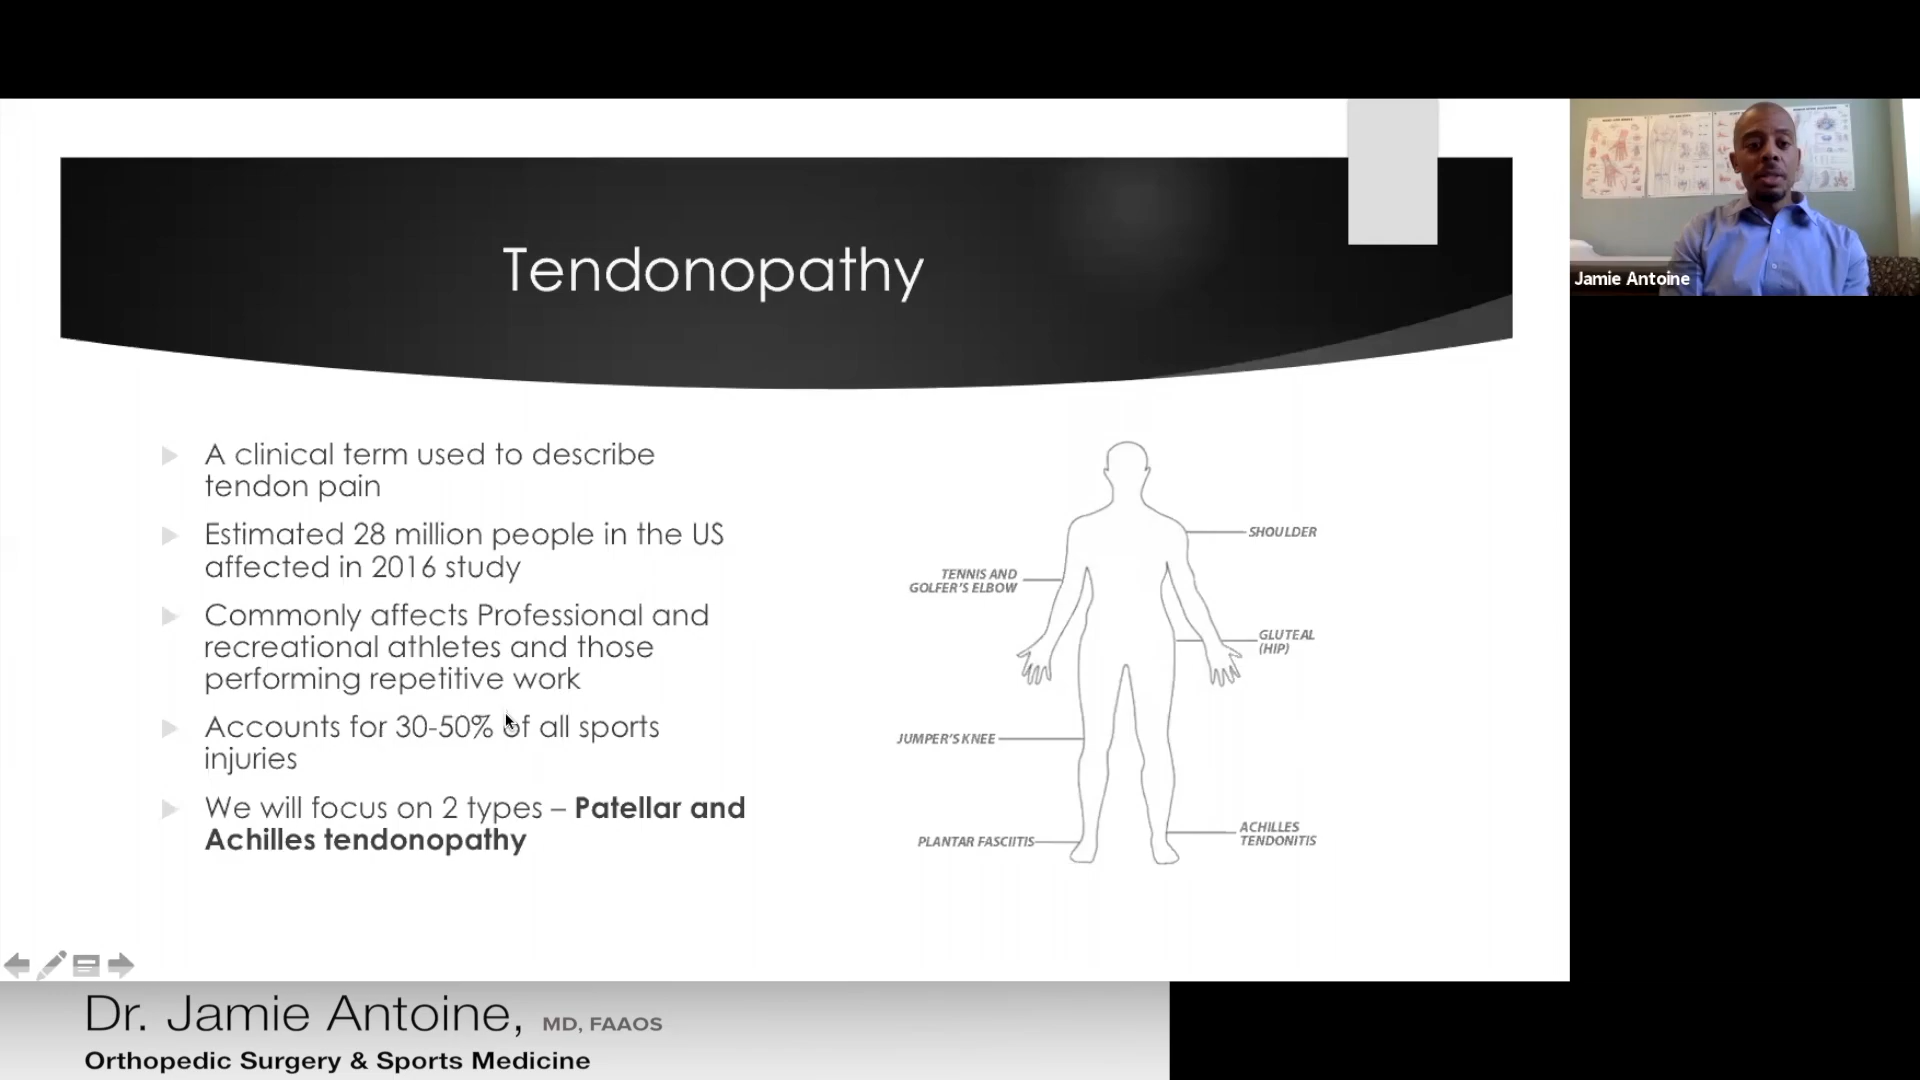 Tendonopathy
A clinical term used to describe
tendon pain
Estimated 28 million people in the US
affected in 2016 study
Commonly affects Professional and
recreational athletes and those
performing repetitive work
Accounts for 30-50% of all sports
injuries
We will focus on 2 types – Patellar and
Achilles tendonopathy
SHOULDER
TENNIS AND
GOLFER'S ELBOW
GLUTEAL
(HIP)
JUMPER'S KNEE
ACHILLES
TENDONITIS
PLANTAR FASCIITIS
Jamie Antoine
Dr. Jamie Antoine, MD, FAAOS
Orthopedic Surgery & Sports Medicine